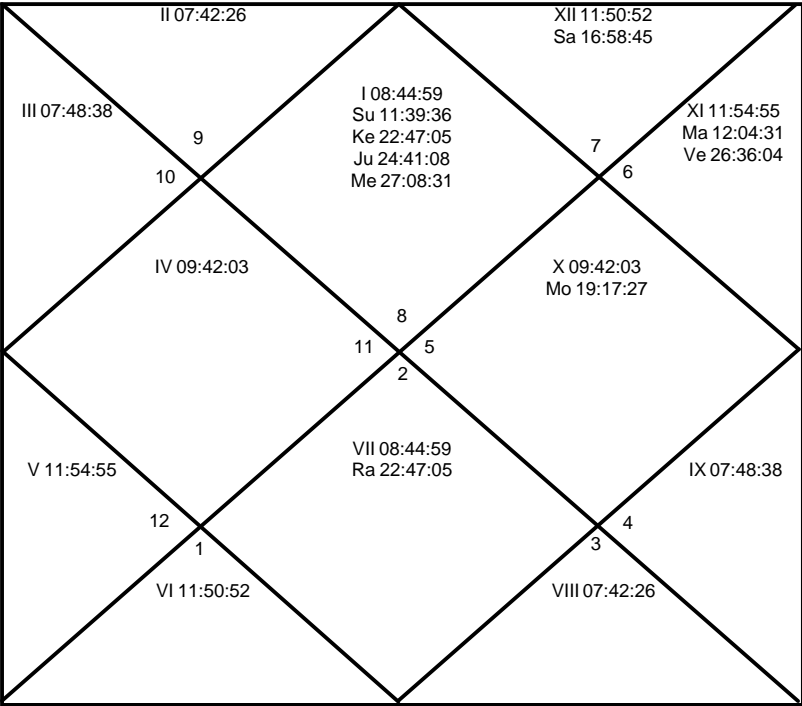 II 07:42:26
XII 11:50:52
Sa 16:58:45
III 07:48:38
I 08:44:59
Su 11:39:36
Ke 22:47:05
Ju 24:41:08
Me 27:08:31
XI 11:54:55
Ma 12:04:31
Ve 26:36:04
9
7
10
6
IV 09:42:03
X 09:42:03
Mo 19:17:27
8
11
5
2
VII 08:44:59
Ra 22:47:05
V 11:54:55
IX 07:48:38
12
4
1
3
VI 11:50:52
VIII 07:42:26